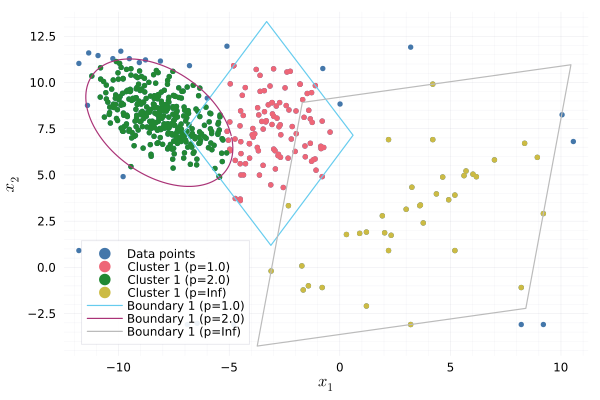 12.5
10.0
7.5
5.0
2.5
0.0
−2.5
x₂
Data points
Cluster 1 (p=1.0)
Cluster 1 (p=2.0)
Cluster 1 (p=Inf)
Boundary 1 (p=1.0)
Boundary 1 (p=2.0)
Boundary 1 (p=Inf)
−10
−5
0
5
10
x₁